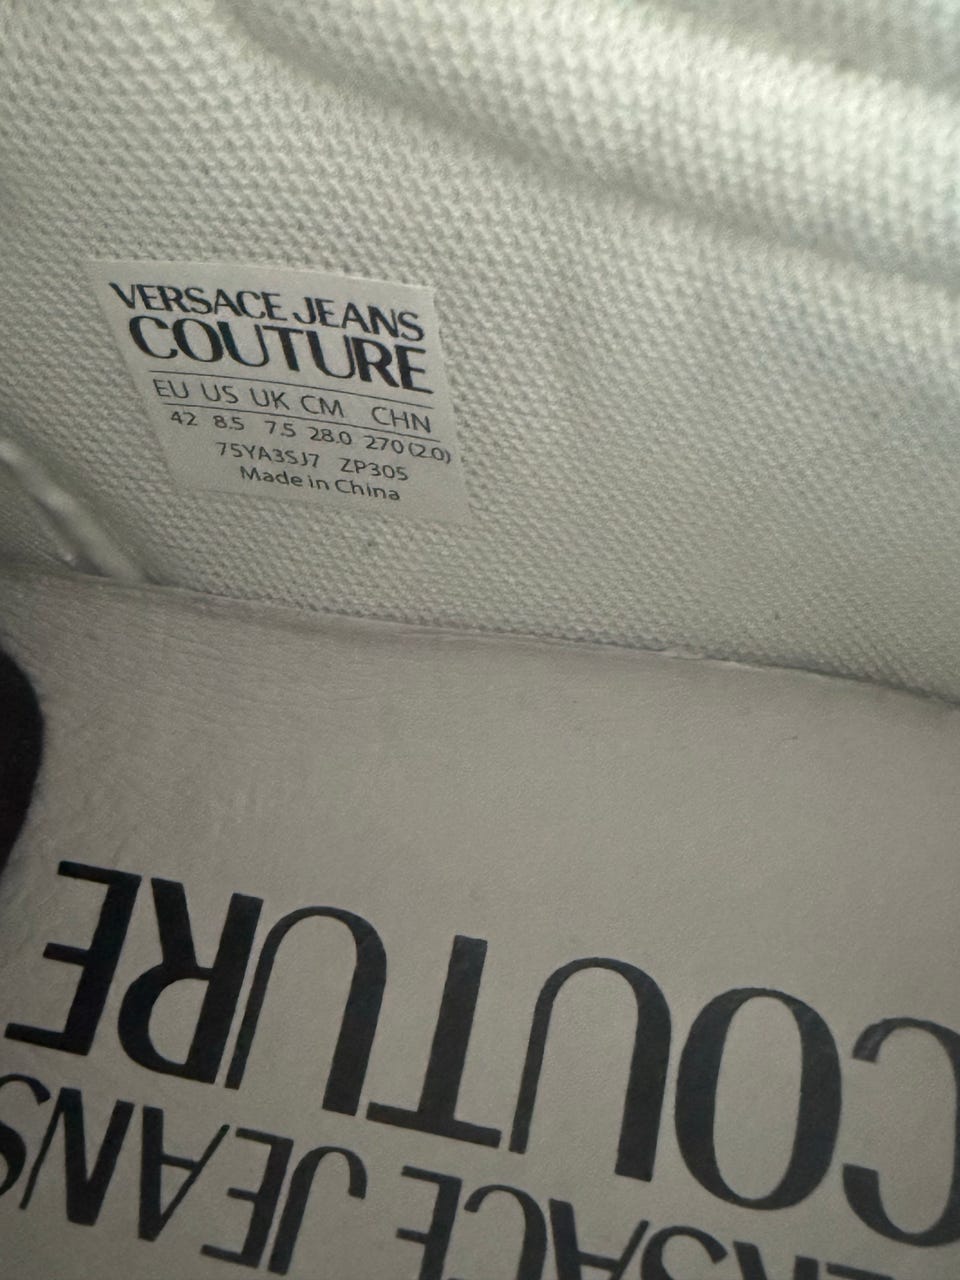 VERSACE JEANS
COUTURE
EU US UK CM CHN
42 8.5 7.5 28.0 270(2.0)
75YA3SJ7 ZP305
Made in China
VERSACE JEANS
COUTURE